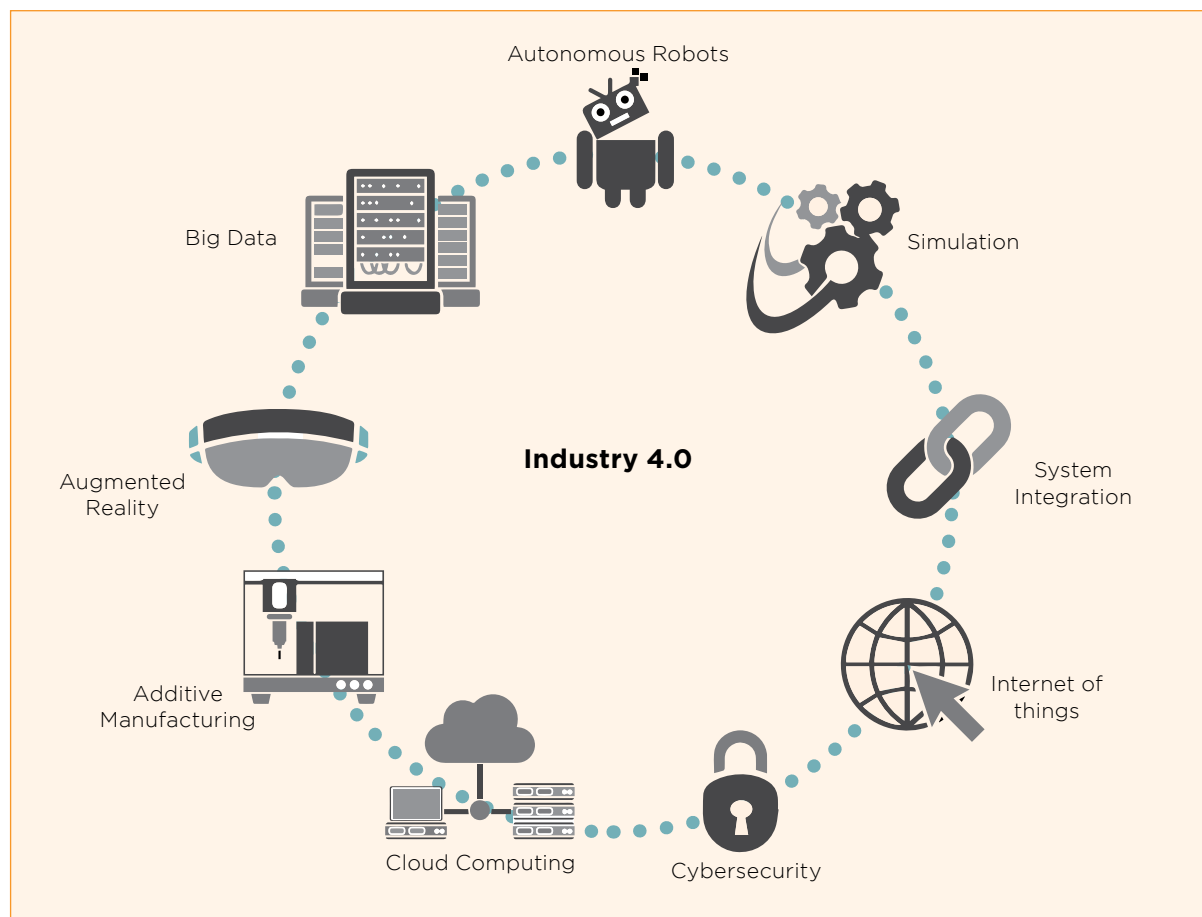 Autonomous Robots
Big Data
Simulation
Industry 4.0
Augmented
Reality
System
Integration
Additive
Manufacturing
Internet of
things
Cloud Computing
Cybersecurity